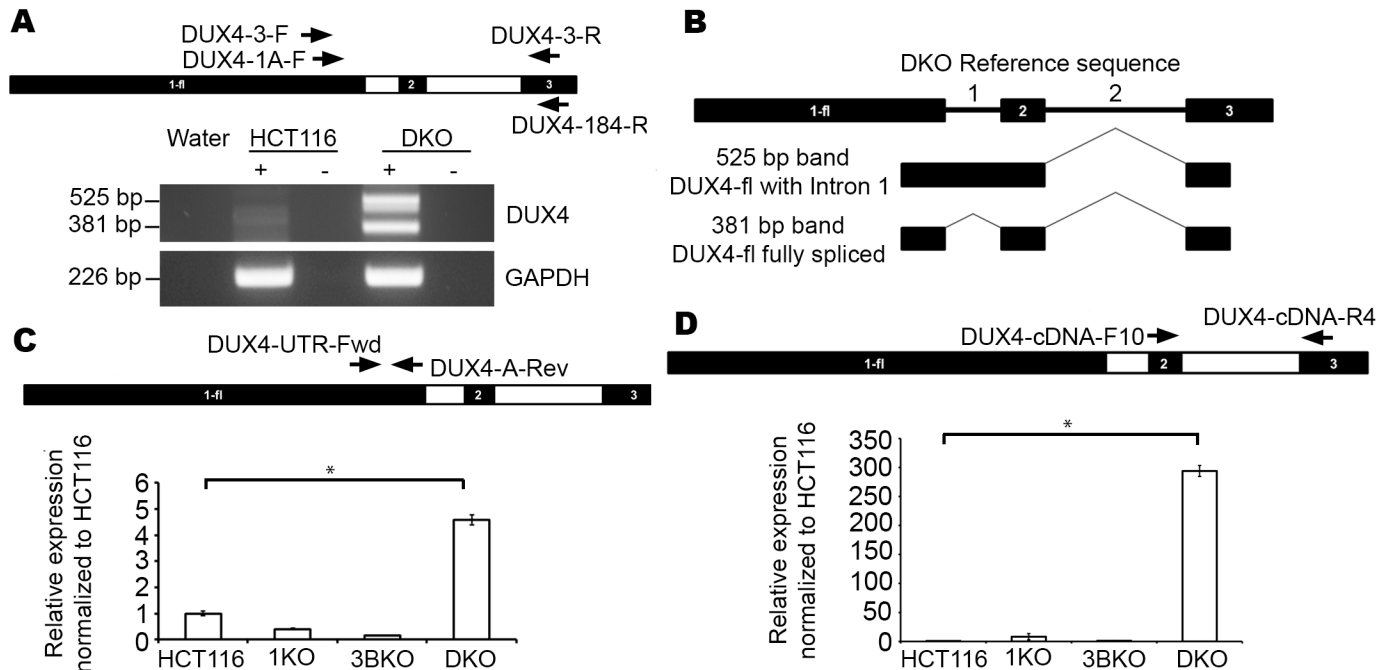 A
DUX4-3-F
DUX4-1A-F
DUX4-3-R
1-fl
2
3
DUX4-184-R
Water
HCT116
DKO
+
-
+
-
525 bp
381 bp
DUX4
226 bp
GAPDH
B
DKO Reference sequence
1
2
1-fl
2
3
525 bp band
DUX4-fl with Intron 1
381 bp band
DUX4-fl fully spliced
C
DUX4-UTR-Fwd
DUX4-A-Rev
1-fl
2
3
Relative expression
normalized to HCT116
6
5
4
3
2
1
0
*
HCT116
1KO
3BKO
DKO
D
DUX4-cDNA-F10
DUX4-cDNA-R4
1-fl
2
3
Relative expression
normalized to HCT116
350
300
250
200
150
100
50
0
*
HCT116
1KO
3BKO
DKO